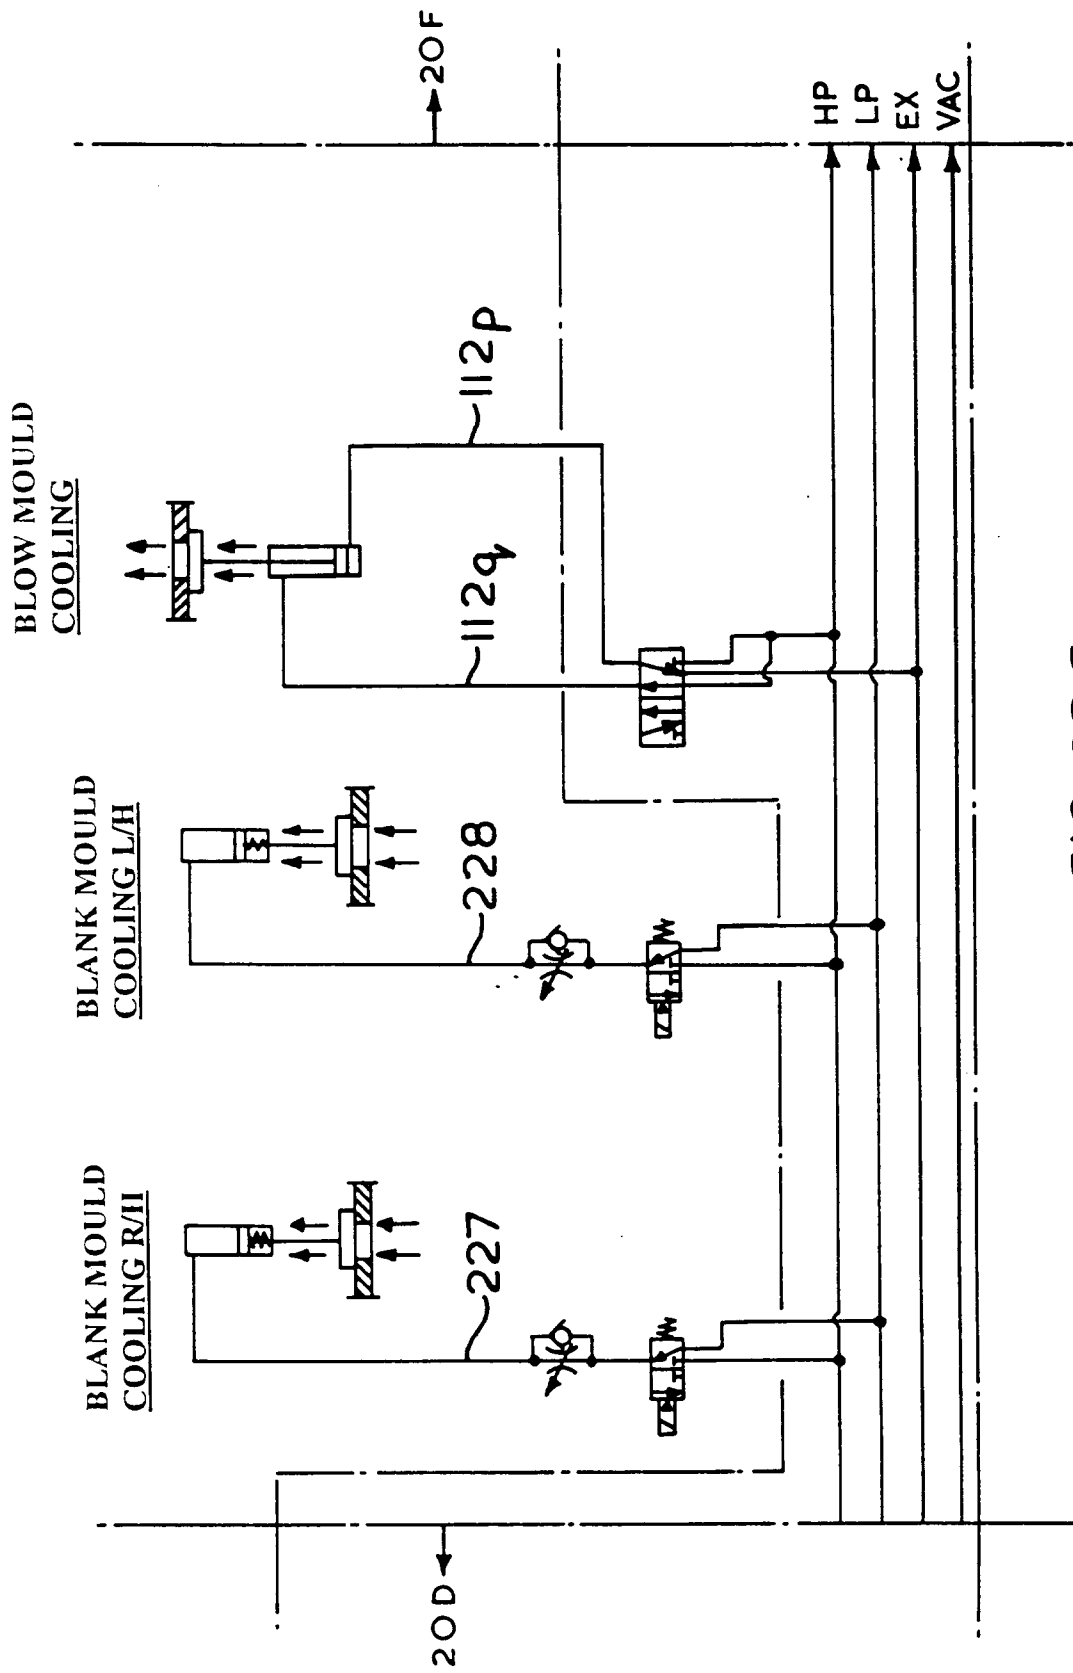 BLANK MOULD
COOLING R/H
BLANK MOULD
COOLING L/H
BLOW MOULD
COOLING
227
228
112q
112p
20D
20F
HP
LP
EX
VAC